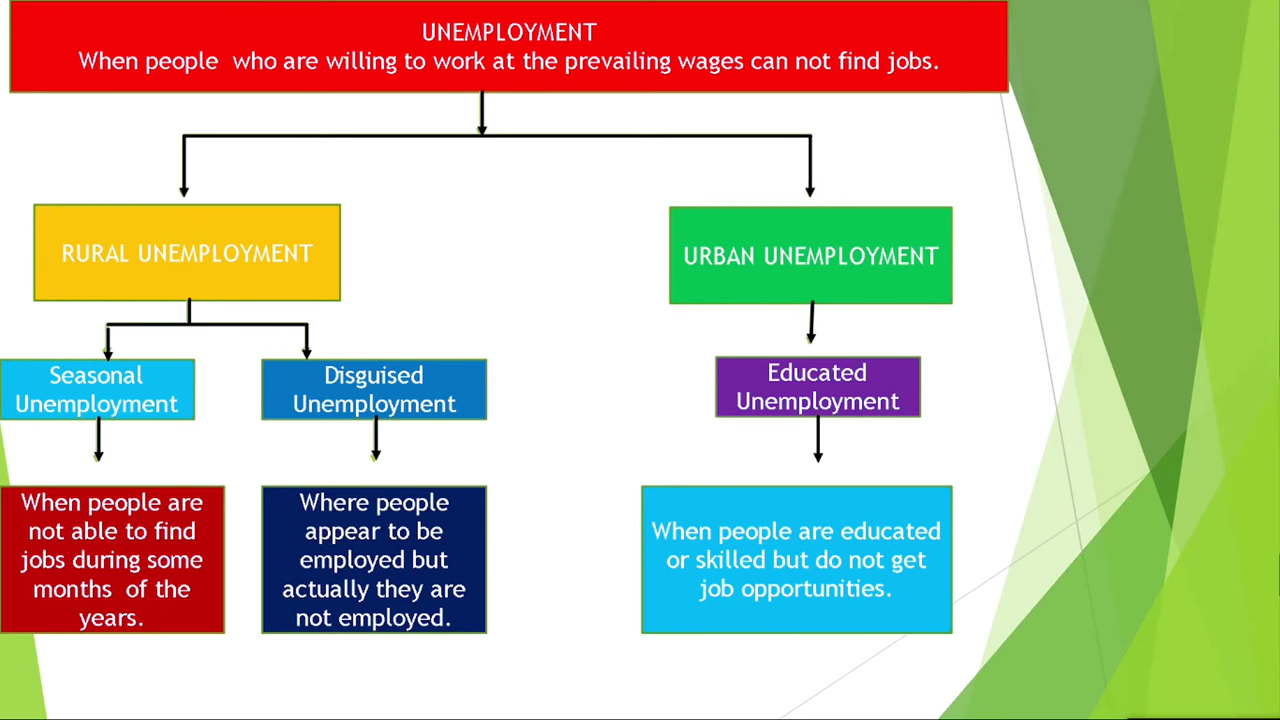 UNEMPLOYMENT
When people  who are willing to work at the prevailing wages can not find jobs.
RURAL UNEMPLOYMENT
URBAN UNEMPLOYMENT
Seasonal
Unemployment
Disguised
Unemployment
Educated
Unemployment
When people are
not able to find
jobs during some
months  of the
years.
Where people
appear to be
employed but
actually they are
not employed.
When people are educated
or skilled but do not get
job opportunities.